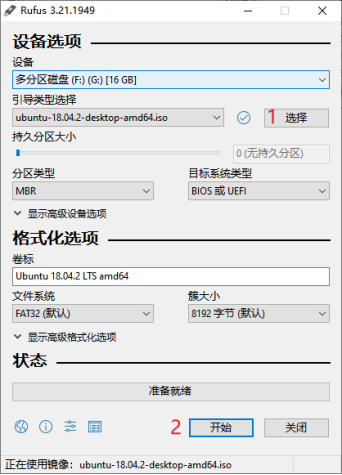 Rufus 3.21.1949
设备选项
设备
多分区磁盘 (F:) (G:) [16 GB]
引导类型选择
ubuntu-18.04.2-desktop-amd64.iso 1 选择
持久分区大小
0 (无持久分区)
分区类型 目标系统类型
MBR BIOS 或 UEFI
显示高级设备选项
格式化选项
卷标
Ubuntu 18.04.2 LTS amd64
文件系统 簇大小
FAT32 (默认) 8192 字节 (默认)
显示高级格式化选项
状态
准备就绪
2 开始 关闭
正在使用镜像: ubuntu-18.04.2-desktop-amd64.iso